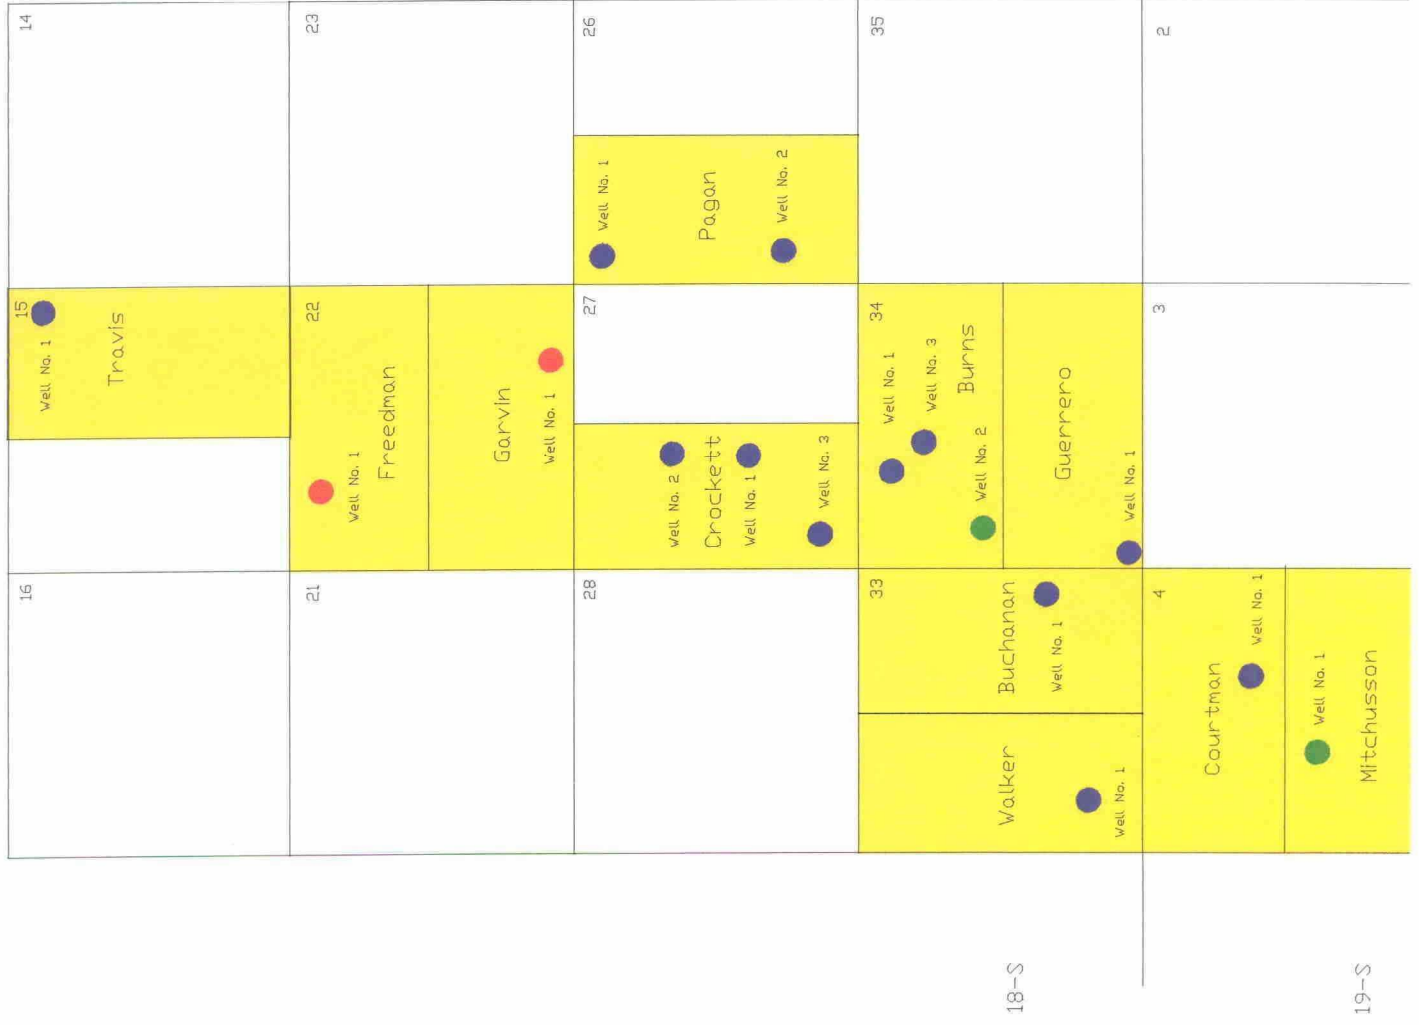 16
15
14
Well No. 1
Travis
21
22
23
Well No. 1
Freedman
Garvin
Well No. 1
28
27
26
Well No. 1
Well No. 2
Crockett
Pagan
Well No. 1
Well No. 2
Well No. 3
33
34
35
Well No. 1
Well No. 3
Burns
Well No. 2
18-S
Walker
Buchanan
Well No. 1
Guerrero
Well No. 1
Well No. 1
4
3
2
Courtman
Well No. 1
Well No. 1
19-S
Mitchusson